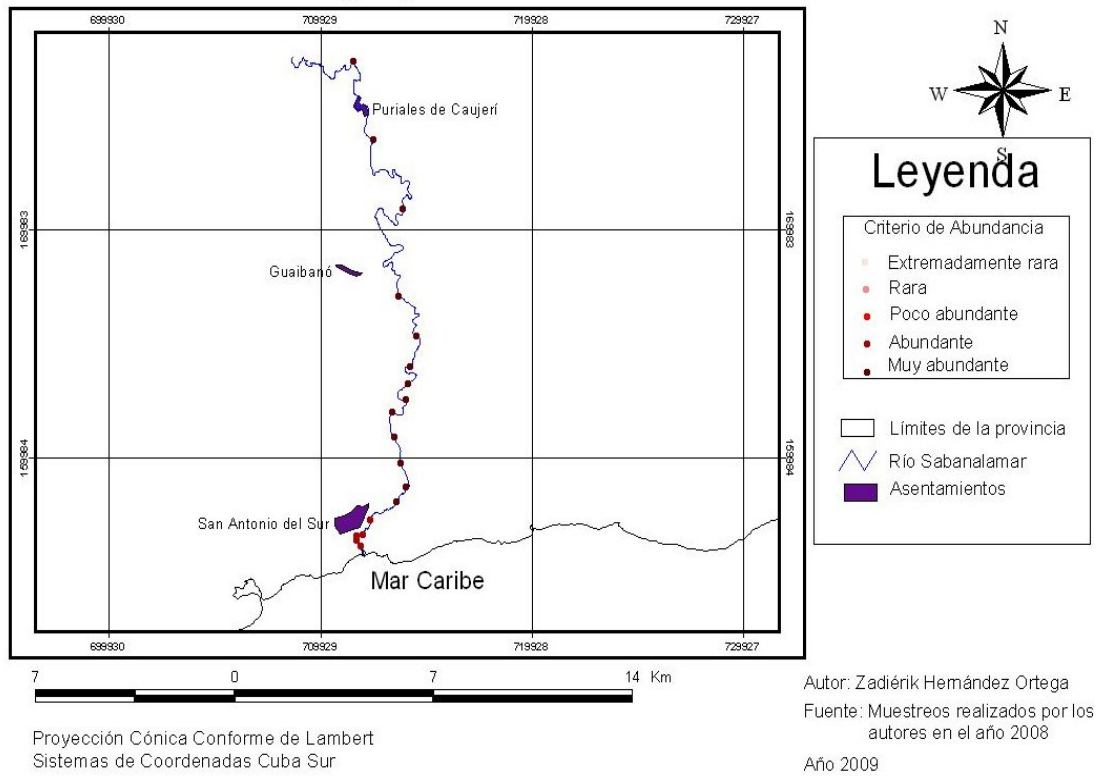 699930 709929 719928 729927
N
W E
S
Puriales de Caujerí
169983 169983
Guaibanó
159984 159984
San Antonio del Sur
Mar Caribe
699930 709929 719928 729927
Leyenda
Criterio de Abundancia
Extremadamente rara
Rara
Poco abundante
Abundante
Muy abundante
Límites de la provincia
Río Sabanalamar
Asentamientos
7 0 7 14 Km
Proyección Cónica Conforme de Lambert
Sistemas de Coordenadas Cuba Sur
Autor: Zadiérik Hernández Ortega
Fuente: Muestreos realizados por los
autores en el año 2008
Año 2009